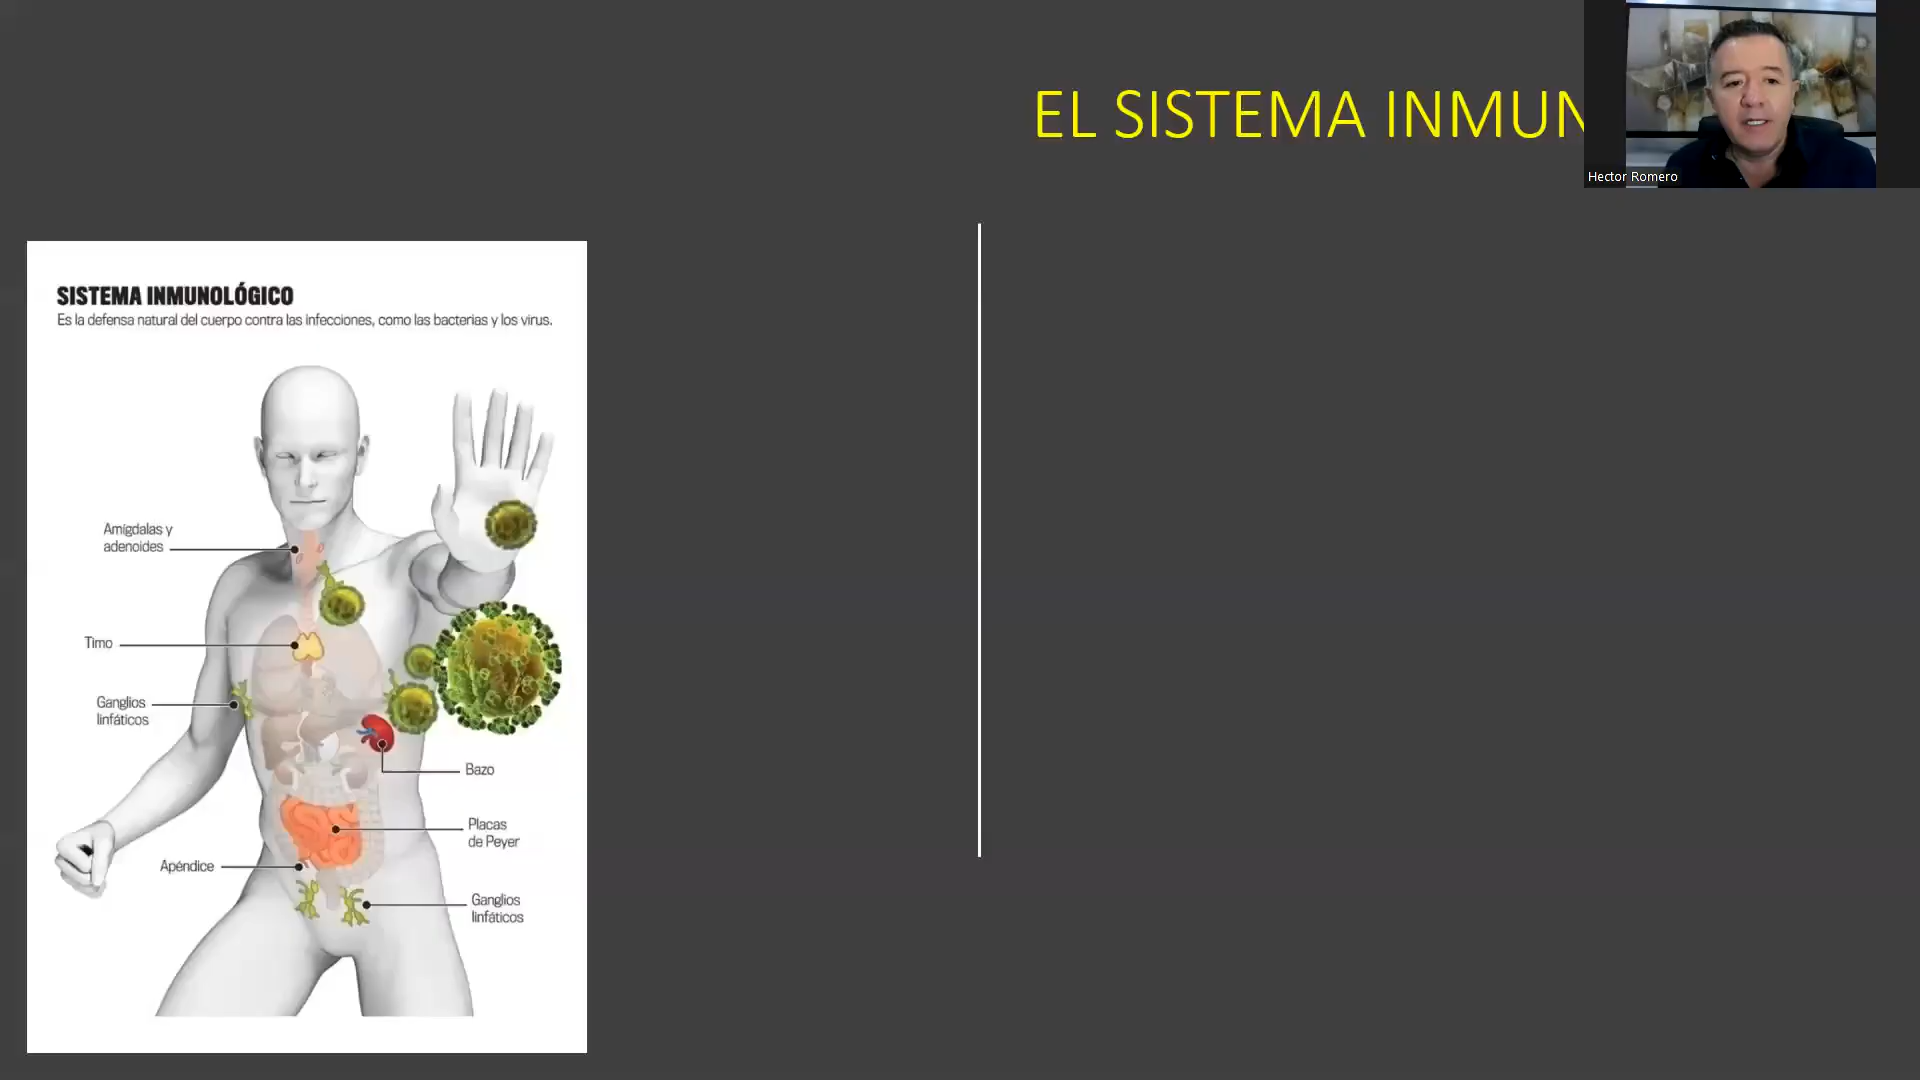 EL SISTEMA INMUN
Hector Romero
SISTEMA INMUNOLÓGICO
Es la defensa natural del cuerpo contra las infecciones, como las bacterias y los virus.
Amígdalas y
adenoides
Timo
Ganglios
linfáticos
Bazo
Placas
de Peyer
Apéndice
Ganglios
linfáticos